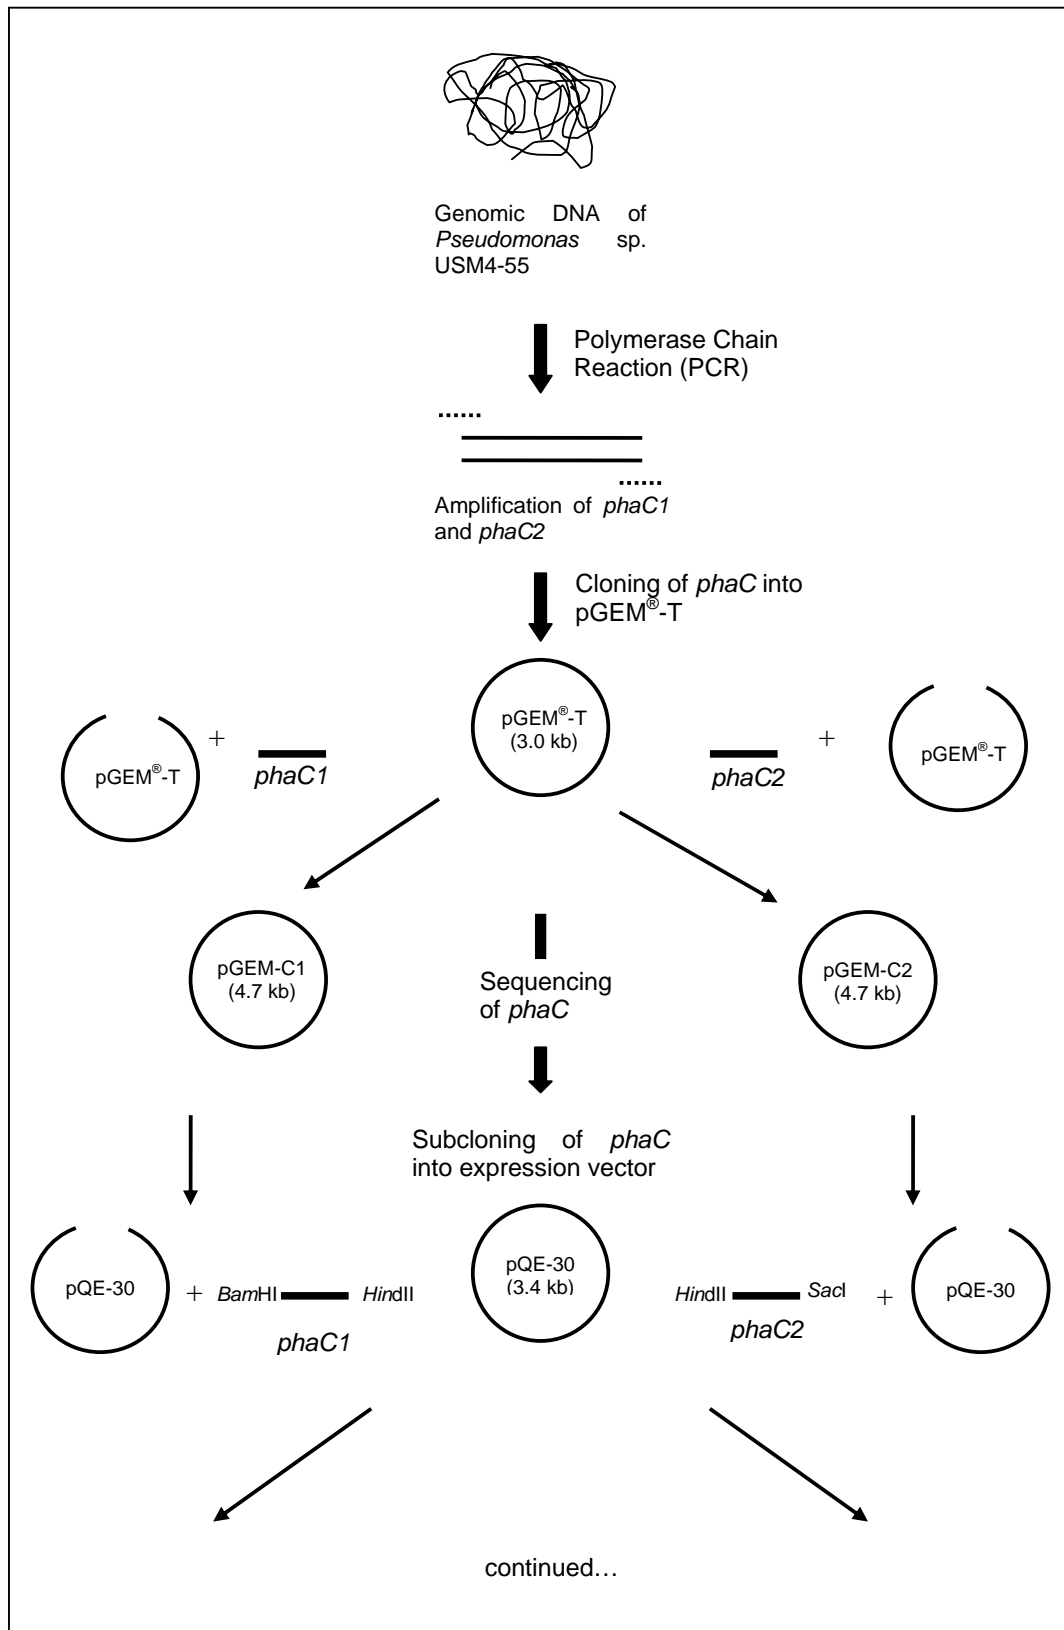 Genomic DNA of
Pseudomonas sp.
USM4-55
Polymerase Chain
Reaction (PCR)
Amplification of phaC1
and phaC2
Cloning of phaC into
pGEM®-T
pGEM®-T
+
phaC1
pGEM®-T
(3.0 kb)
phaC2
+
pGEM®-T
pGEM-C1
(4.7 kb)
Sequencing
of phaC
pGEM-C2
(4.7 kb)
Subcloning of phaC
into expression vector
pQE-30
+
BamHI
HindII
phaC1
pQE-30
(3.4 kb)
HindII
SacI
phaC2
+
pQE-30
continued…